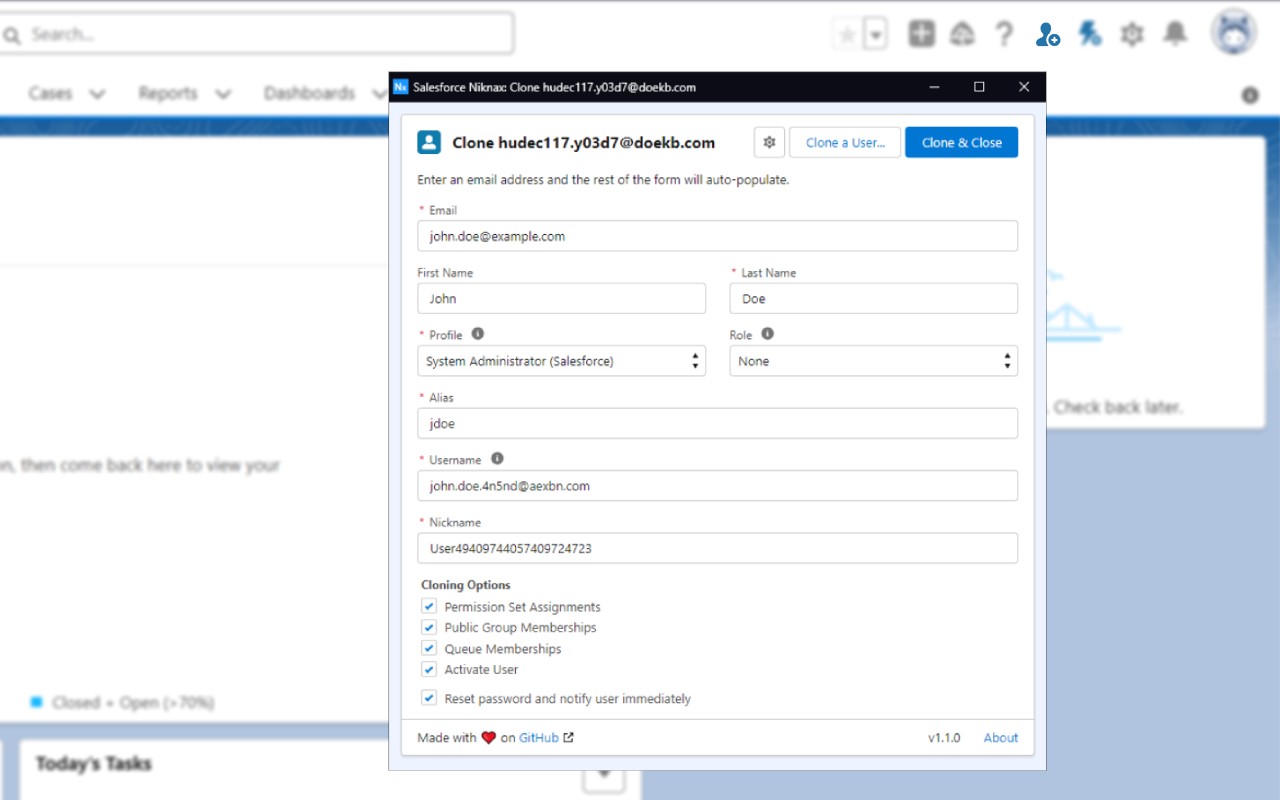 Search...
Cases
Reports
Dashboards
Nx Salesforce Niknax: Clone hudec117.y03d7@doekb.com
Clone hudec117.y03d7@doekb.com
Clone a User...
Clone & Close
Enter an email address and the rest of the form will auto-populate.
* Email
john.doe@example.com
First Name
* Last Name
John
Doe
* Profile
Role
System Administrator (Salesforce)
None
* Alias
jdoe
. Check back later.
* Username
on, then come back here to view your
john.doe.4n5nd@aexbn.com
* Nickname
User49409744057409724723
Cloning Options
Permission Set Assignments
Public Group Memberships
Queue Memberships
Activate User
Reset password and notify user immediately
Closed + Open (>70%)
Made with ❤ on GitHub
v1.1.0
About
Today's Tasks